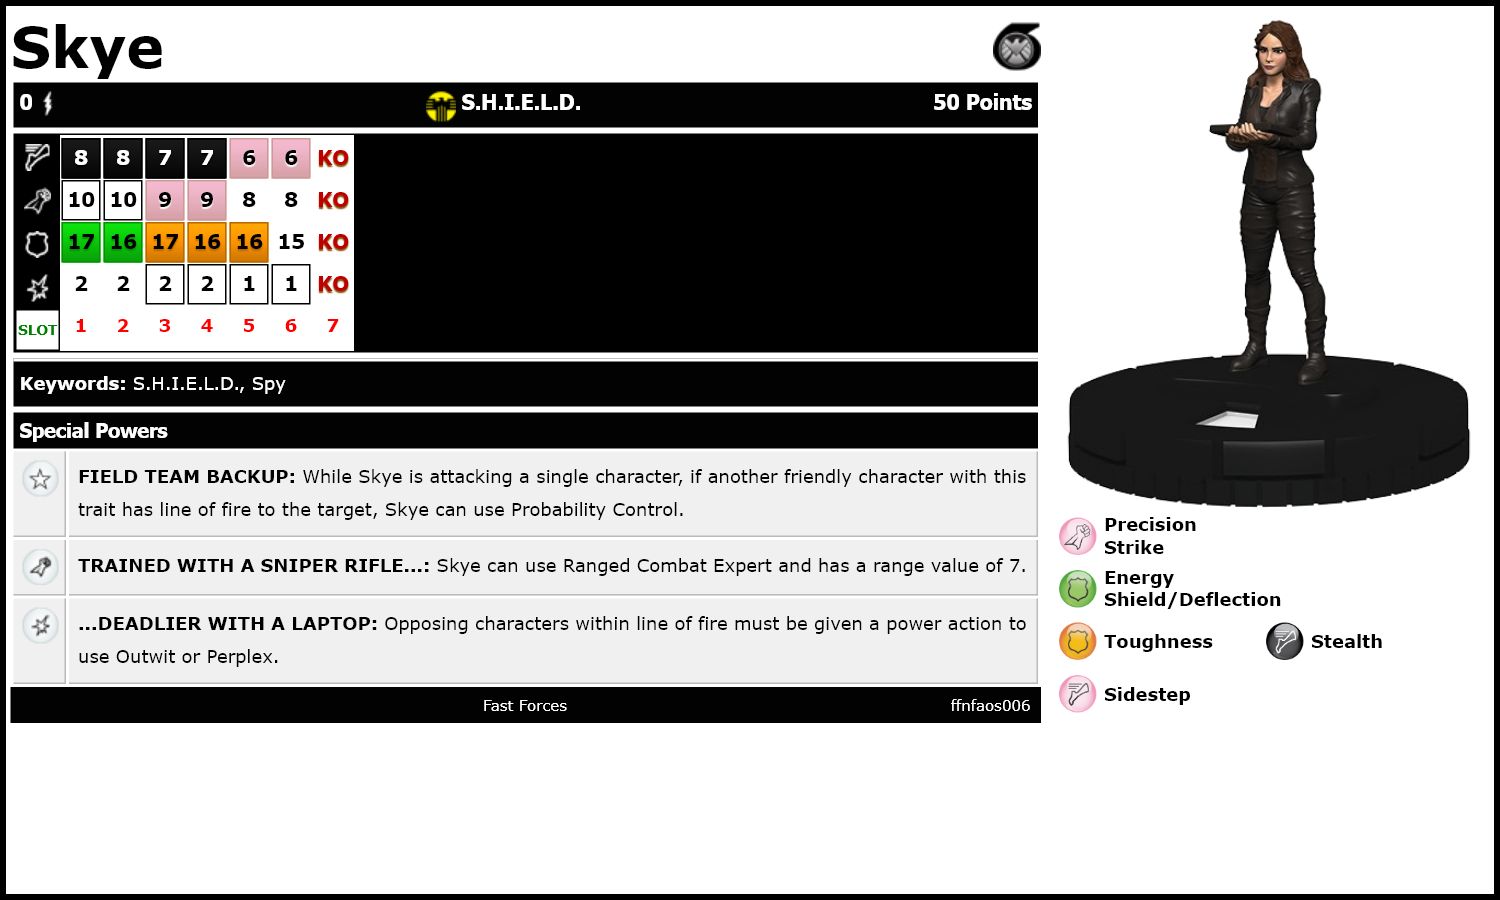 Skye
0 S.H.I.E.L.D. 50 Points
8 8 7 7 6 6 KO
10 10 9 9 8 8 KO
17 16 17 16 16 15 KO
2 2 2 2 1 1 KO
SLOT 1 2 3 4 5 6 7
Keywords: S.H.I.E.L.D., Spy
Special Powers
FIELD TEAM BACKUP: While Skye is attacking a single character, if another friendly character with this
trait has line of fire to the target, Skye can use Probability Control.
TRAINED WITH A SNIPER RIFLE...: Skye can use Ranged Combat Expert and has a range value of 7.
...DEADLIER WITH A LAPTOP: Opposing characters within line of fire must be given a power action to
use Outwit or Perplex.
Fast Forces ffnfaos006
Precision
Strike
Energy
Shield/Deflection
Toughness Stealth
Sidestep